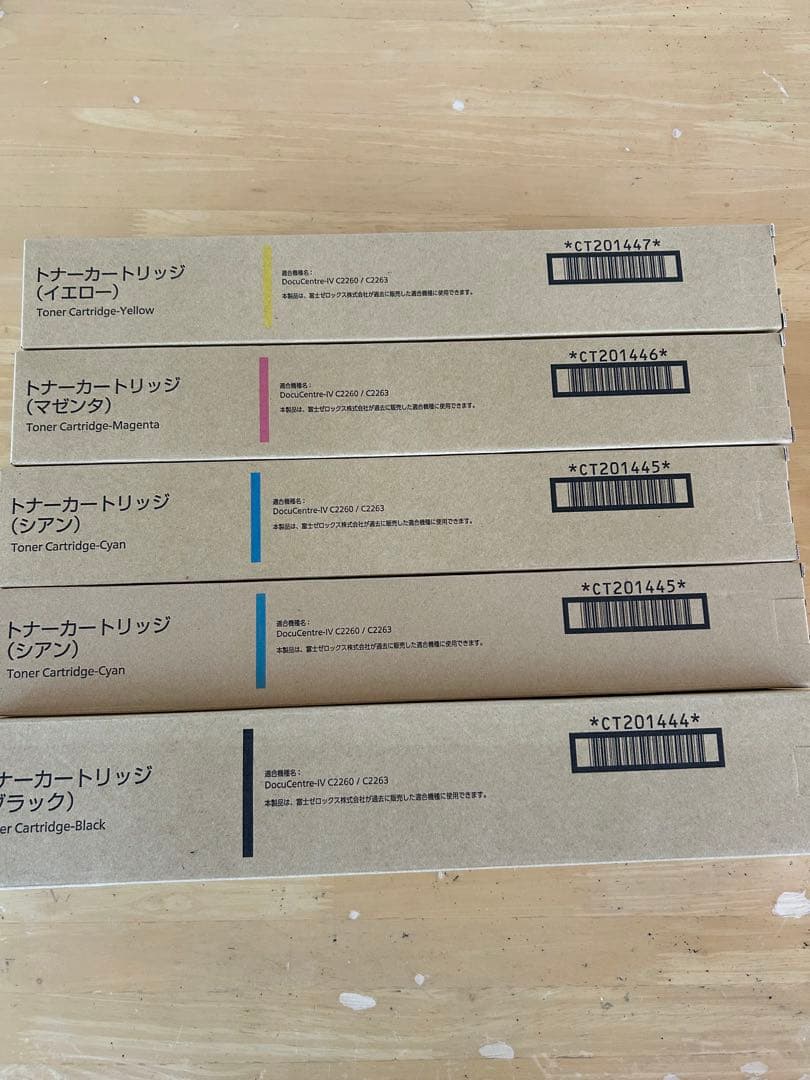 トナーカートリッジ
（イエロー）
Toner Cartridge-Yellow
適合機種名：
DocuCentre-IV C2260 / C2263
本製品は、富士ゼロックス株式会社が過去に販売した適合機種に使用できます。
*CT201447*
トナーカートリッジ
（マゼンタ）
Toner Cartridge-Magenta
適合機種名：
DocuCentre-IV C2260 / C2263
本製品は、富士ゼロックス株式会社が過去に販売した適合機種に使用できます。
*CT201446*
トナーカートリッジ
（シアン）
Toner Cartridge-Cyan
適合機種名：
DocuCentre-IV C2260 / C2263
本製品は、富士ゼロックス株式会社が過去に販売した適合機種に使用できます。
*CT201445*
トナーカートリッジ
（シアン）
Toner Cartridge-Cyan
適合機種名：
DocuCentre-IV C2260 / C2263
本製品は、富士ゼロックス株式会社が過去に販売した適合機種に使用できます。
*CT201445*
ナーカートリッジ
ブラック）
er Cartridge-Black
適合機種名：
DocuCentre-IV C2260 / C2263
本製品は、富士ゼロックス株式会社が過去に販売した適合機種に使用できます。
*CT201444*